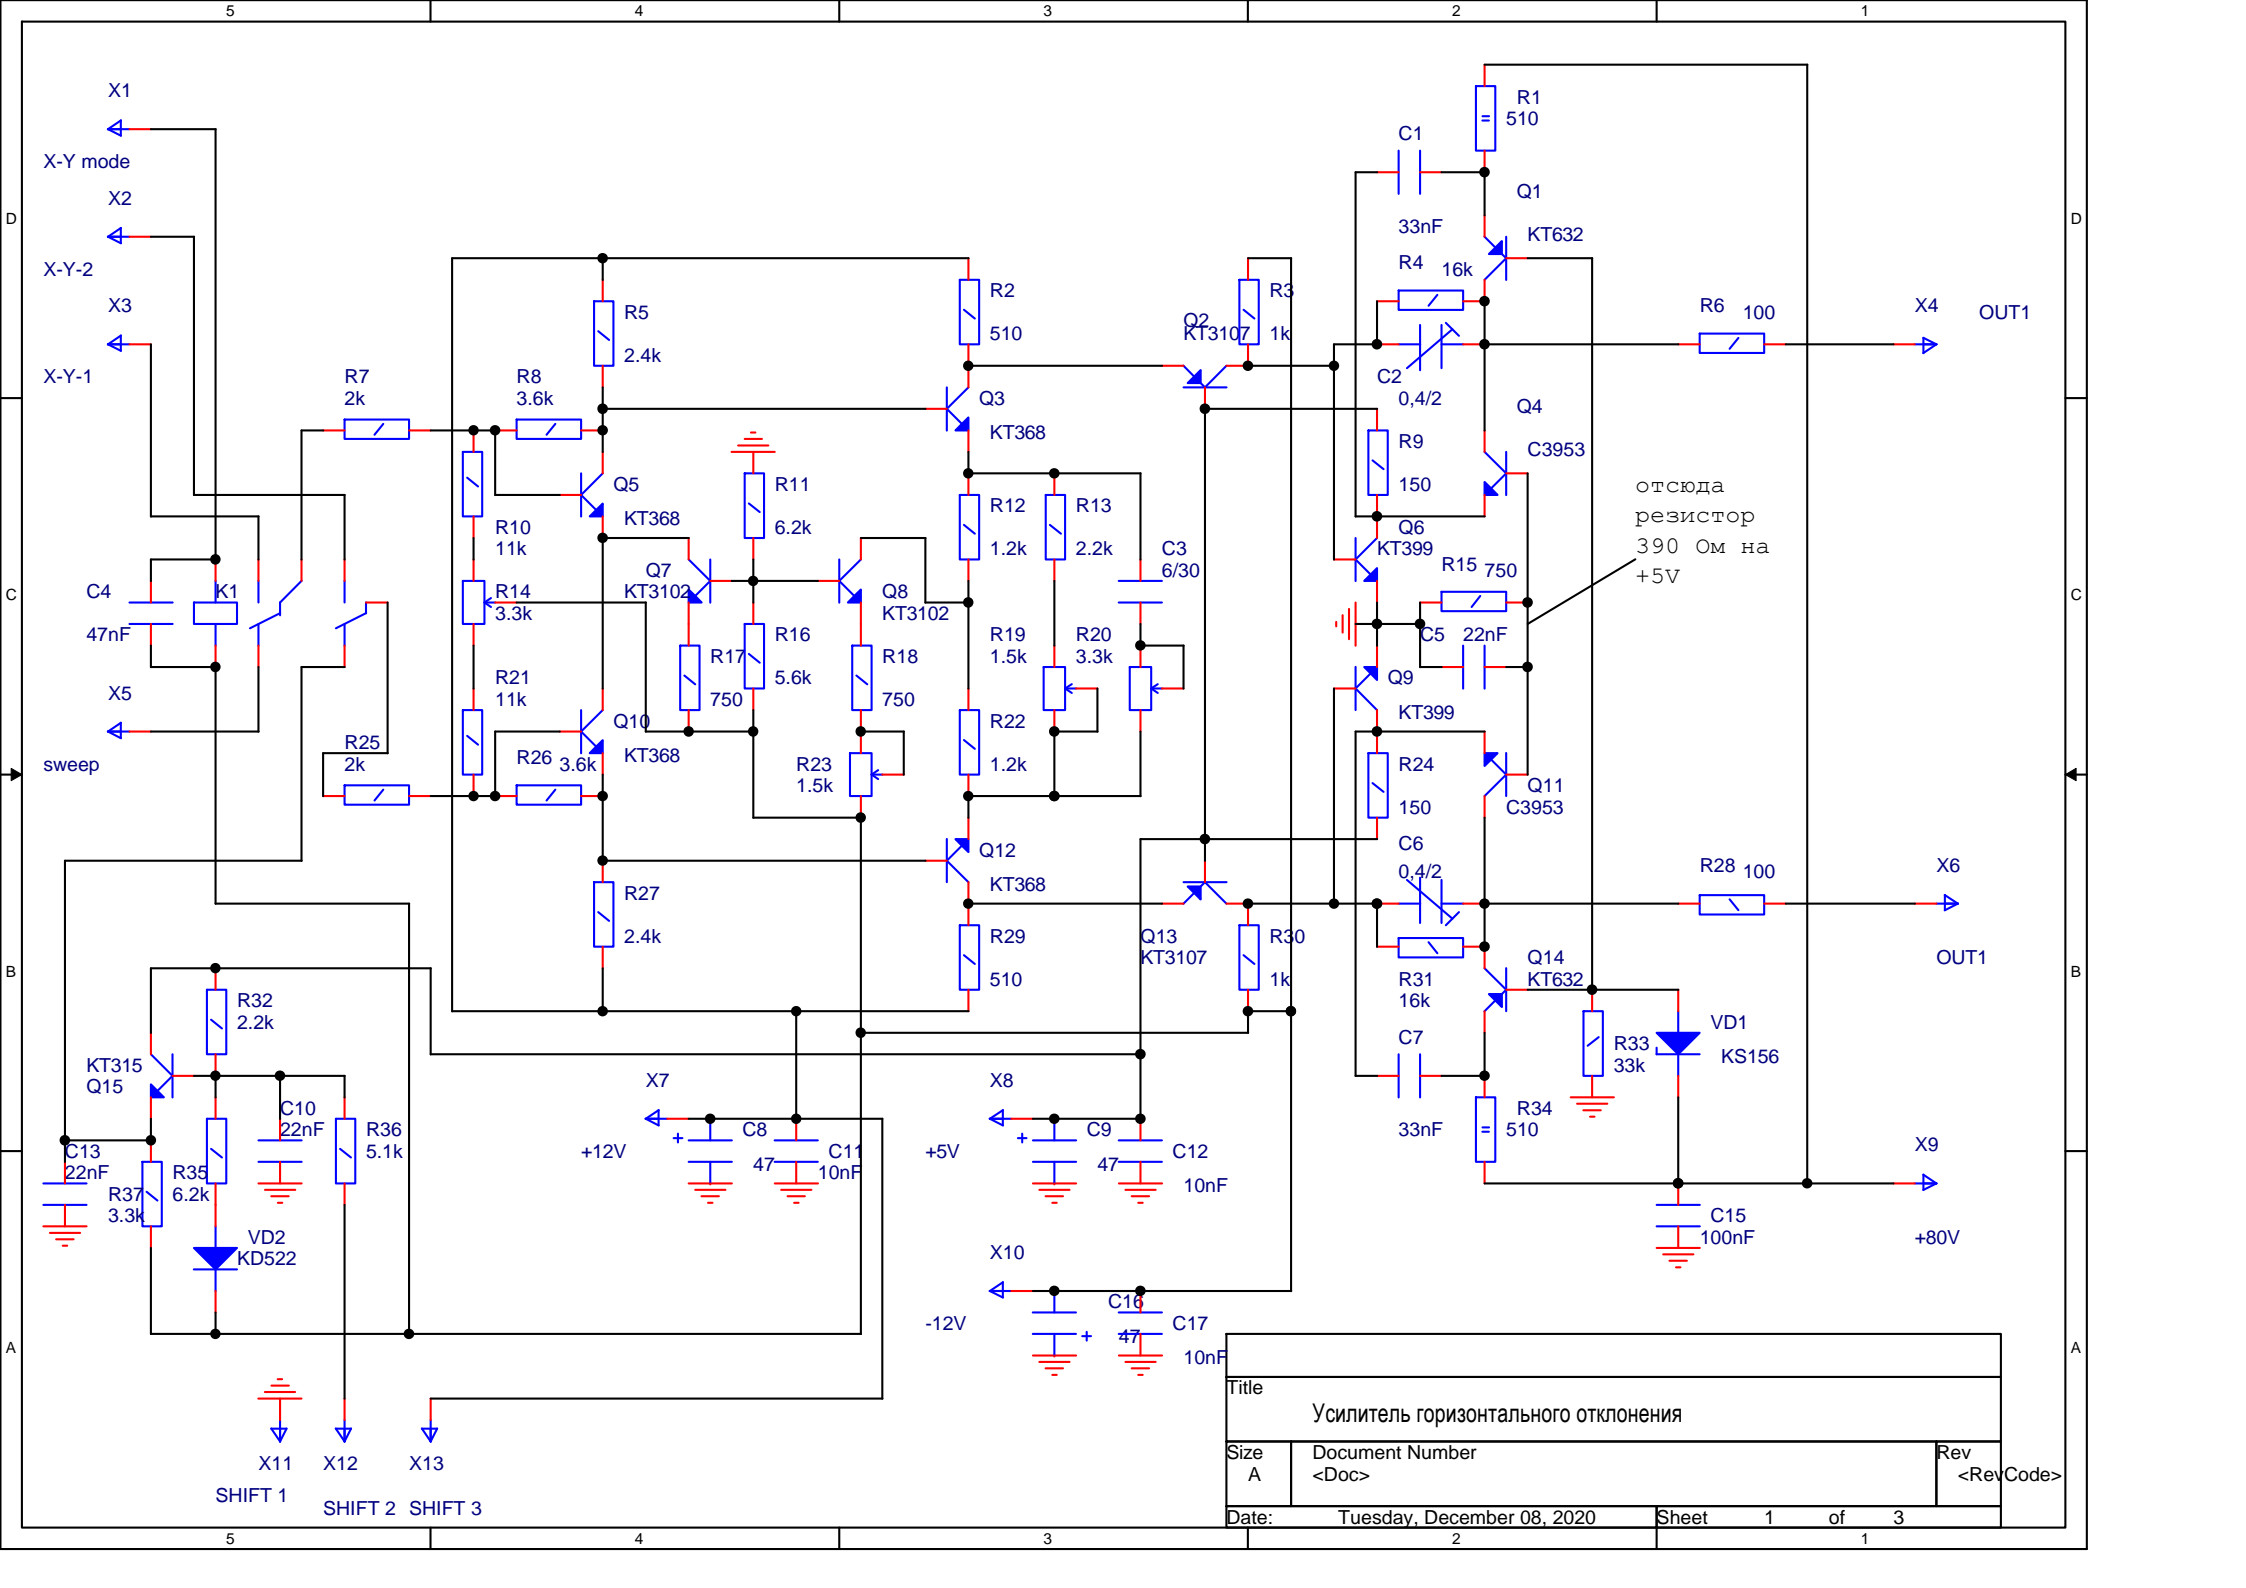 5
4
3
2
1
D
D
C
C
B
B
A
A
X1
X-Y mode
X2
X-Y-2
X3
X-Y-1
R7
2k
R8
3.6k
R5
2.4k
R2
510
Q3
KT368
Q2
KT3107
R3
1k
C1
33nF
R1
510
Q1
KT632
R4
16k
C2
0,4/2
R6
100
X4
OUT1
Q4
C3953
R9
150
Q5
KT368
R10
11k
R11
6.2k
R12
1.2k
R13
2.2k
C3
6/30
Q6
KT399
R15
750
отсюда
резистор
390 Ом на
+5V
C4
47nF
K1
R14
3.3k
Q7
KT3102
Q8
KT3102
R16
5.6k
R17
750
R18
750
R19
1.5k
R20
3.3k
C5
22nF
Q9
KT399
X5
sweep
R21
11k
Q10
KT368
R22
1.2k
R23
1.5k
R24
150
Q11
C3953
R25
2k
R26
3.6k
Q12
KT368
C6
0,4/2
R28
100
X6
OUT1
R27
2.4k
R29
510
Q13
KT3107
R30
1k
R31
16k
Q14
KT632
R32
2.2k
R33
33k
VD1
KS156
C7
33nF
R34
510
KT315
Q15
C10
22nF
R36
5.1k
C13
22nF
R37
3.3k
R35
6.2k
VD2
KD522
X7
+12V
C8
47
C11
10nF
X8
+5V
C9
47
C12
10nF
X9
+80V
C15
100nF
X10
-12V
C16
47
C17
10nF
X11
SHIFT 1
X12
SHIFT 2
X13
SHIFT 3
+
+
+
Title
Усилитель горизонтального отклонения
Size
A
Document Number
<Doc>
Rev
<RevCode>
Date:
Tuesday, December 08, 2020
Sheet
1
of
3
5
4
3
2
1